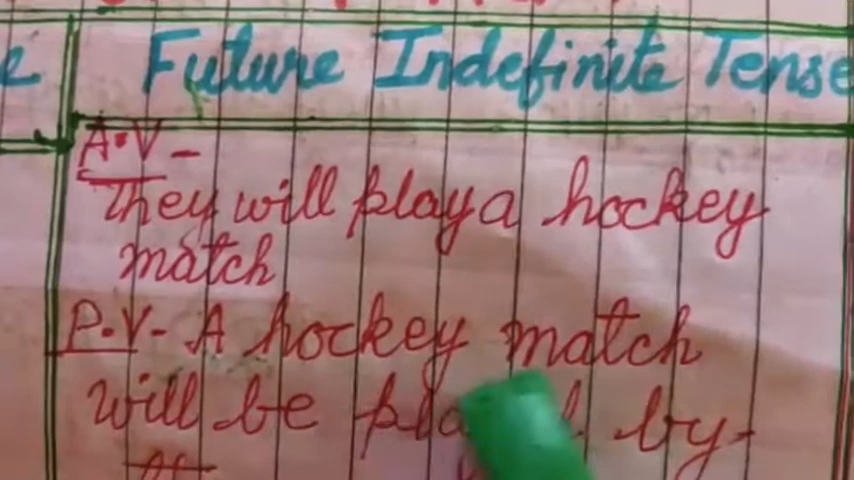 e Future Indefinite Tense
A.V -
They will play a hockey
match
P.V- A hockey match
will be by-